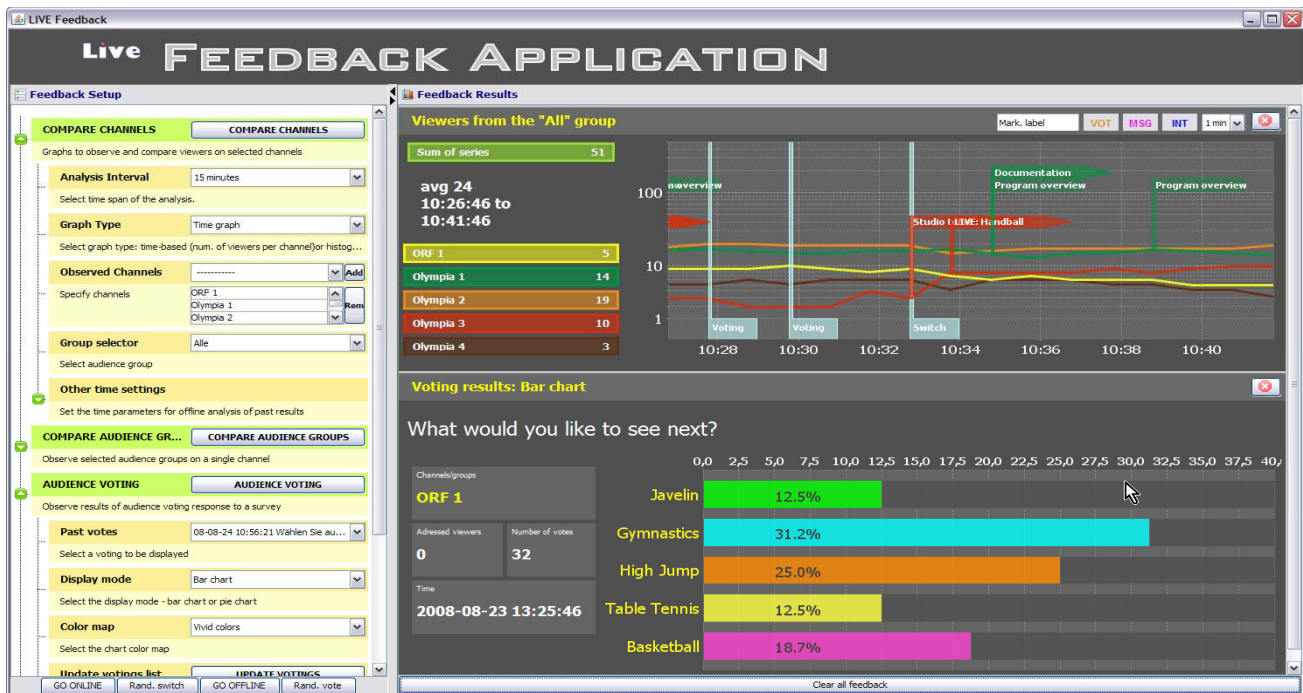 LIVE Feedback
Live FEEDBACK APPLICATION
Feedback Setup
COMPARE CHANNELS COMPARE CHANNELS
Graphs to observe and compare viewers on selected channels
Analysis Interval 15 minutes
Select time span of the analysis.
Graph Type Time graph
Select graph type: time-based (num. of viewers per channel)or histog...
Observed Channels ----------- Add
Specify channels ORF 1
Olympia 1 Rem
Olympia 2
Group selector Alle
Select audience group
Other time settings
Set the time parameters for offline analysis of past results
COMPARE AUDIENCE GR... COMPARE AUDIENCE GROUPS
Observe selected audience groups on a single channel
AUDIENCE VOTING AUDIENCE VOTING
Observe results of audience voting response to a survey
Past votes 08-08-24 10:56:21 Wählen Sie au...
Select a voting to be displayed
Display mode Bar chart
Select the display mode - bar chart or pie chart
Color map Vivid colors
Select the chart color map
Update votings list UPDATE VOTINGS
GO ONLINE Rand. switch GO OFFLINE Rand. vote
Feedback Results
Viewers from the "All" group Mark. label VOT MSG INT 1 min
Sum of series 51
avg 24
10:26:46 to
10:41:46
ORF 1 5
Olympia 1 14
Olympia 2 19
Olympia 3 10
Olympia 4 3
100
10
1
Documentation
Program overview Program overview
LIVE: Handball
Voting Voting Switch
10:28 10:30 10:32 10:34 10:36 10:38 10:40
Voting results: Bar chart
What would you like to see next?
Channels/groups
ORF 1
Adressed viewers Number of votes
0 32
Time
2008-08-23 13:25:46
0,0 2,5 5,0 7,5 10,0 12,5 15,0 17,5 20,0 22,5 25,0 27,5 30,0 32,5 35,0 37,5 40,
Javelin 12.5%
Gymnastics 31.2%
High Jump 25.0%
Table Tennis 12.5%
Basketball 18.7%
Clear all feedback